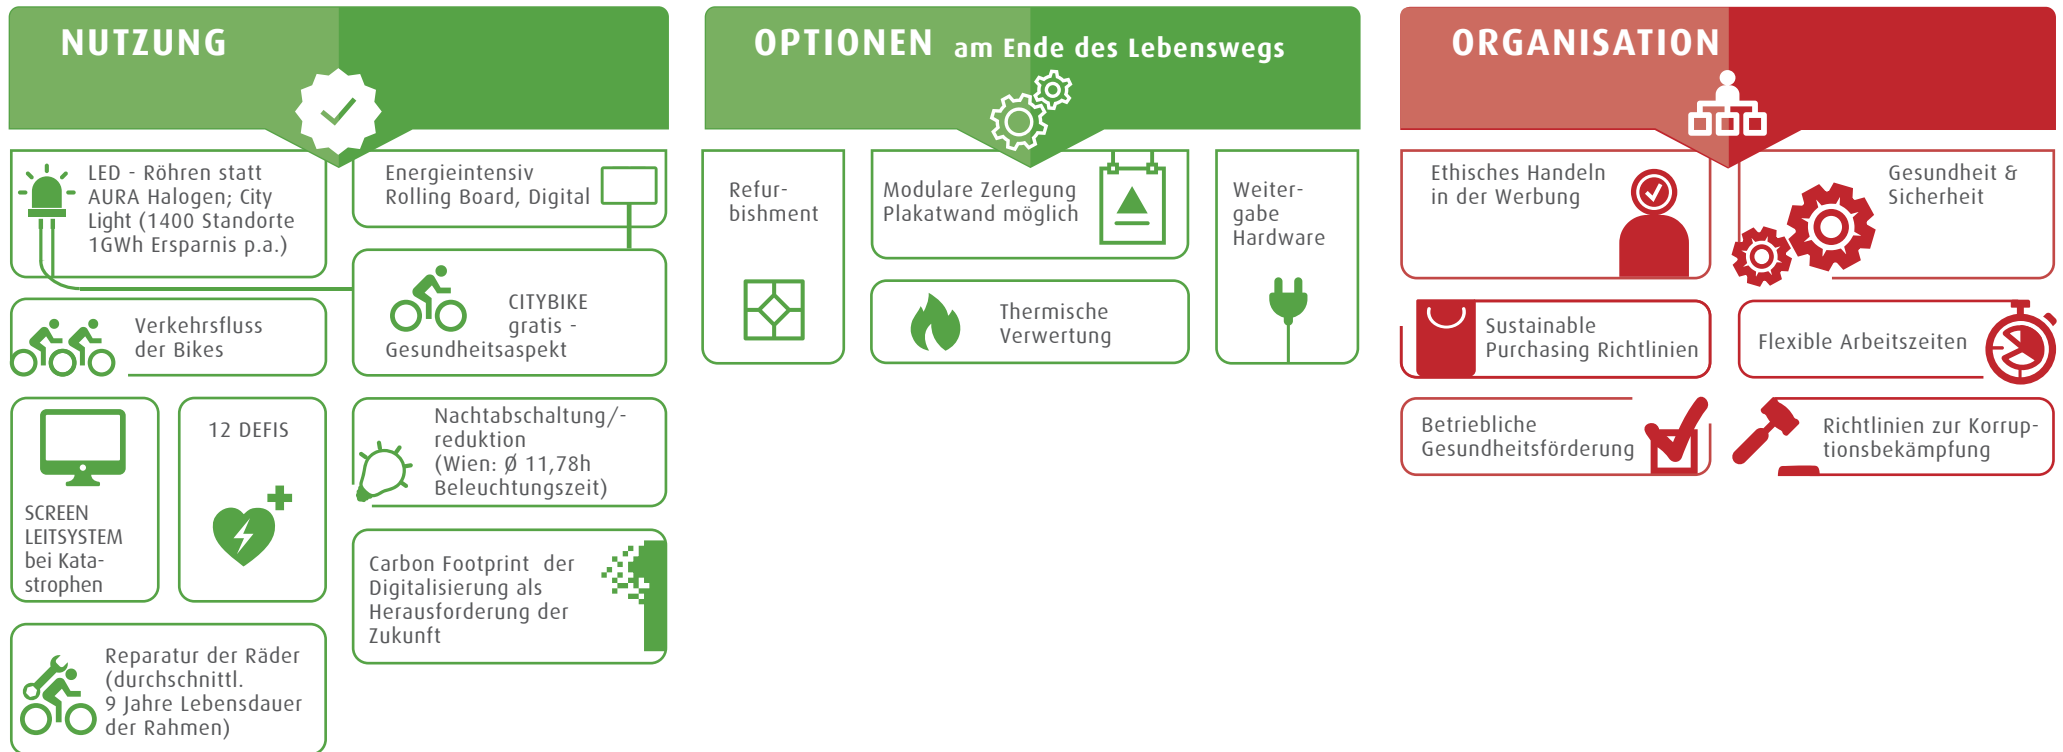 NUTZUNG
LED - Röhren statt
AURA Halogen; City
Light (1400 Standorte
1GWh Ersparnis p.a.)
Energieintensiv
Rolling Board, Digital
Verkehrsfluss
der Bikes
CITYBIKE
gratis -
Gesundheitsaspekt
SCREEN
LEITSYSTEM
bei Kata-
strophen
12 DEFIS
Nachtabschaltung/-
reduktion
(Wien: Ø 11,78h
Beleuchtungszeit)
Carbon Footprint der
Digitalisierung als
Herausforderung der
Zukunft
Reparatur der Räder
(durchschnittl.
9 Jahre Lebensdauer
der Rahmen)
OPTIONEN am Ende des Lebenswegs
Refur-
bishment
Modulare Zerlegung
Plakatwand möglich
Thermische
Verwertung
Weiter-
gabe
Hardware
ORGANISATION
Ethisches Handeln
in der Werbung
Gesundheit &
Sicherheit
Sustainable
Purchasing Richtlinien
Flexible Arbeitszeiten
Betriebliche
Gesundheitsförderung
Richtlinien zur Korrup-
tionsbekämpfung